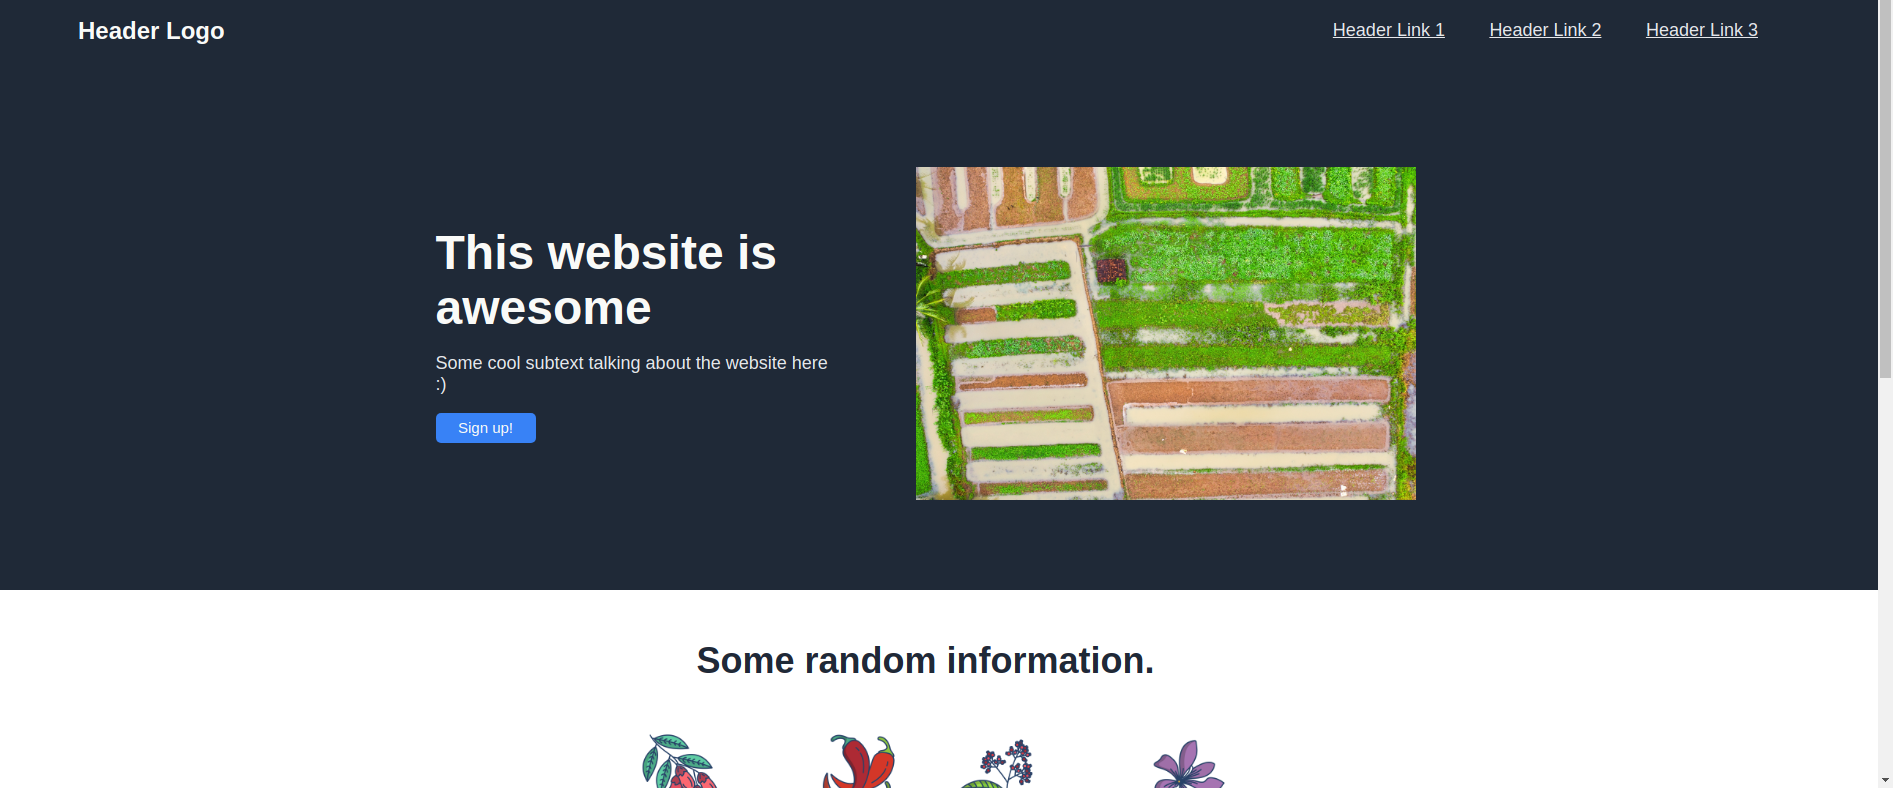 Header Logo
Header Link 1
Header Link 2
Header Link 3
This website is
awesome
Some cool subtext talking about the website here
:)
Sign up!
Some random information.